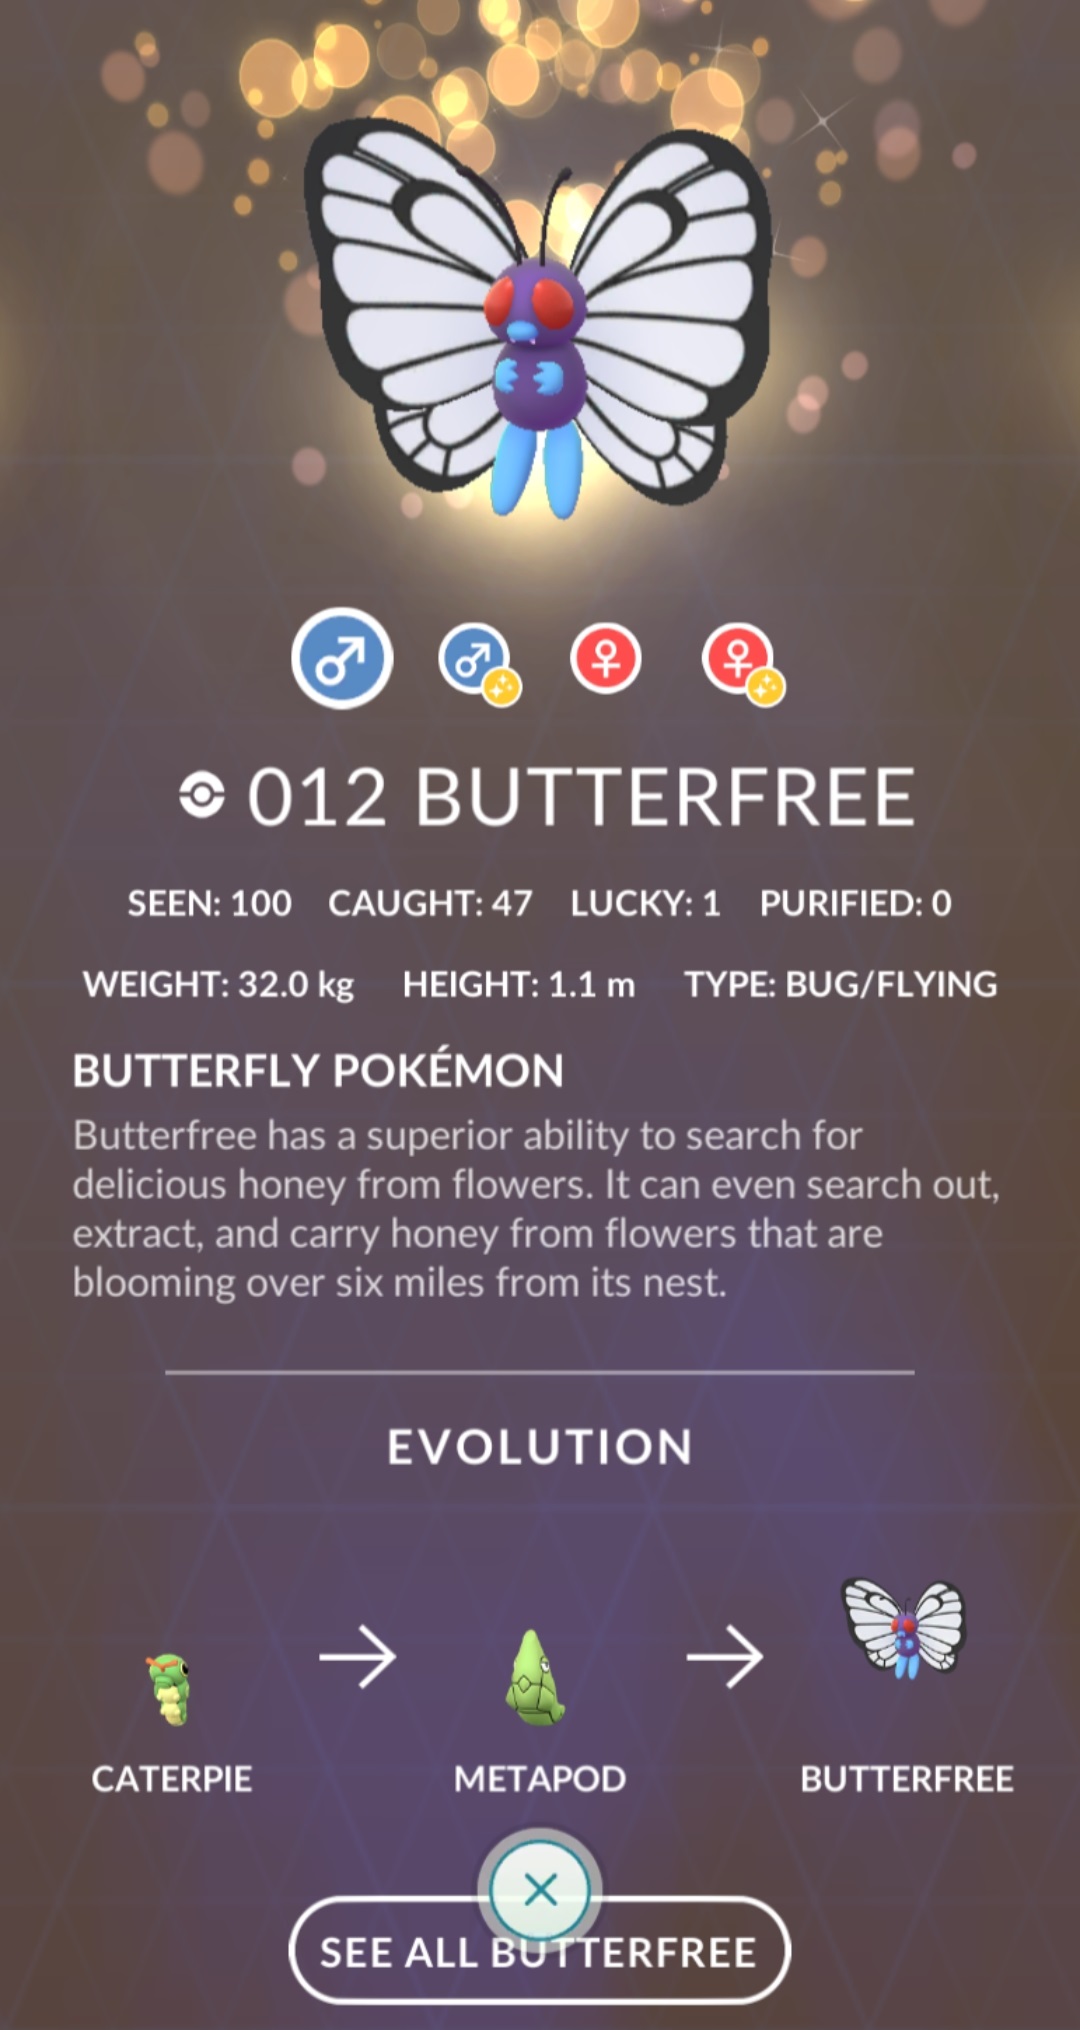 012 BUTTERFREE
SEEN: 100 CAUGHT: 47 LUCKY: 1 PURIFIED: 0
WEIGHT: 32.0 kg HEIGHT: 1.1 m TYPE: BUG/FLYING
BUTTERFLY POKÉMON
Butterfree has a superior ability to search for
delicious honey from flowers. It can even search out,
extract, and carry honey from flowers that are
blooming over six miles from its nest.
EVOLUTION
CATERPIE METAPOD BUTTERFREE
SEE ALL BUTTERFREE